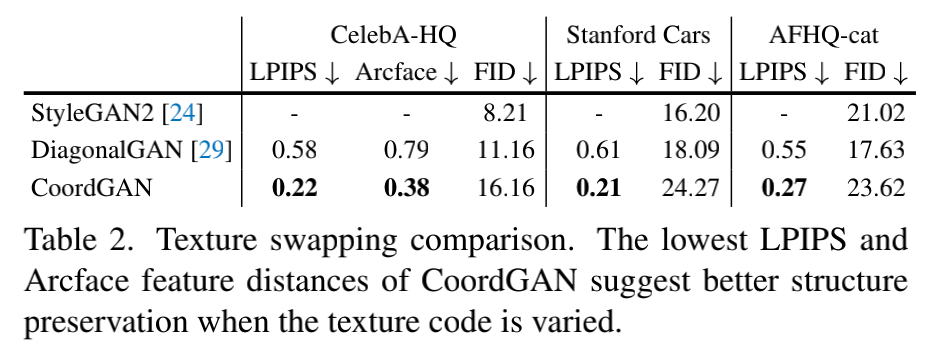 CelebA-HQ Stanford Cars AFHQ-cat
LPIPS ↓ Arcface ↓ FID ↓ LPIPS ↓ FID ↓ LPIPS ↓ FID ↓
StyleGAN2 [24] - - 8.21 - 16.20 - 21.02
DiagonalGAN [29] 0.58 0.79 11.16 0.61 18.09 0.55 17.63
CoordGAN 0.22 0.38 16.16 0.21 24.27 0.27 23.62
Table 2. Texture swapping comparison. The lowest LPIPS and
Arcface feature distances of CoordGAN suggest better structure
preservation when the texture code is varied.